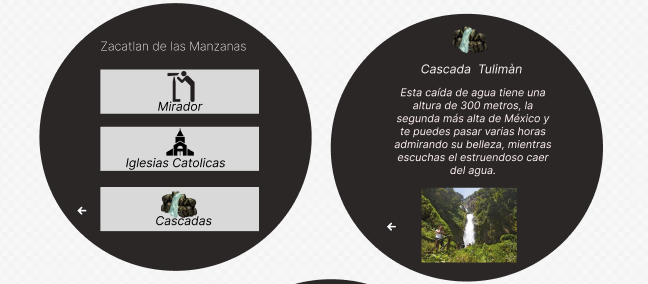 Zacatlan de las Manzanas
Mirador
Iglesias Catolicas
Cascadas
Cascada Tulimàn
Esta caída de agua tiene una
altura de 300 metros, la
segunda más alta de México y
te puedes pasar varias horas
admirando su belleza, mientras
escuchas el estruendoso caer
del agua.